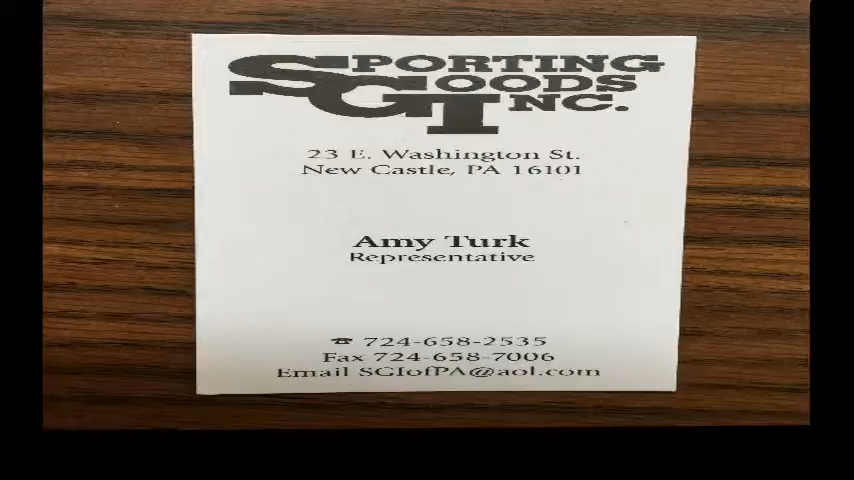 SPORTING
GOODS
INC.
23 E. Washington St.
New Castle, PA 16101
Amy Turk
Representative
☎ 724-658-2535
Fax 724-658-7006
Email SGIofPA@aol.com